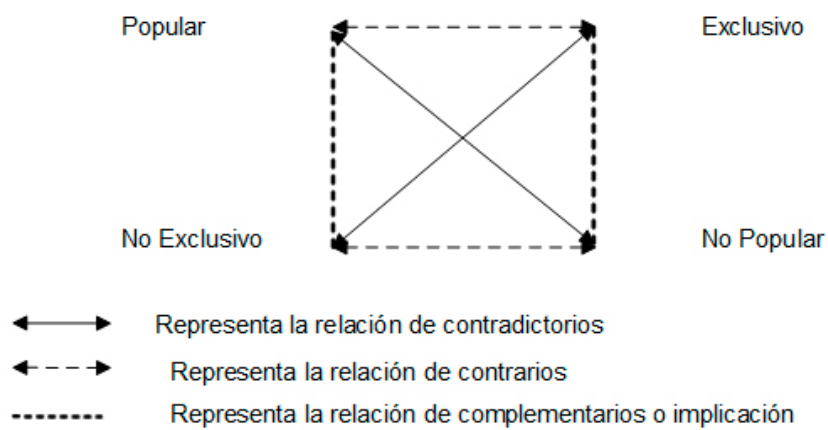 Popular
Exclusivo
No Exclusivo
No Popular
Representa la relación de contradictorios
Representa la relación de contrarios
Representa la relación de complementarios o implicación